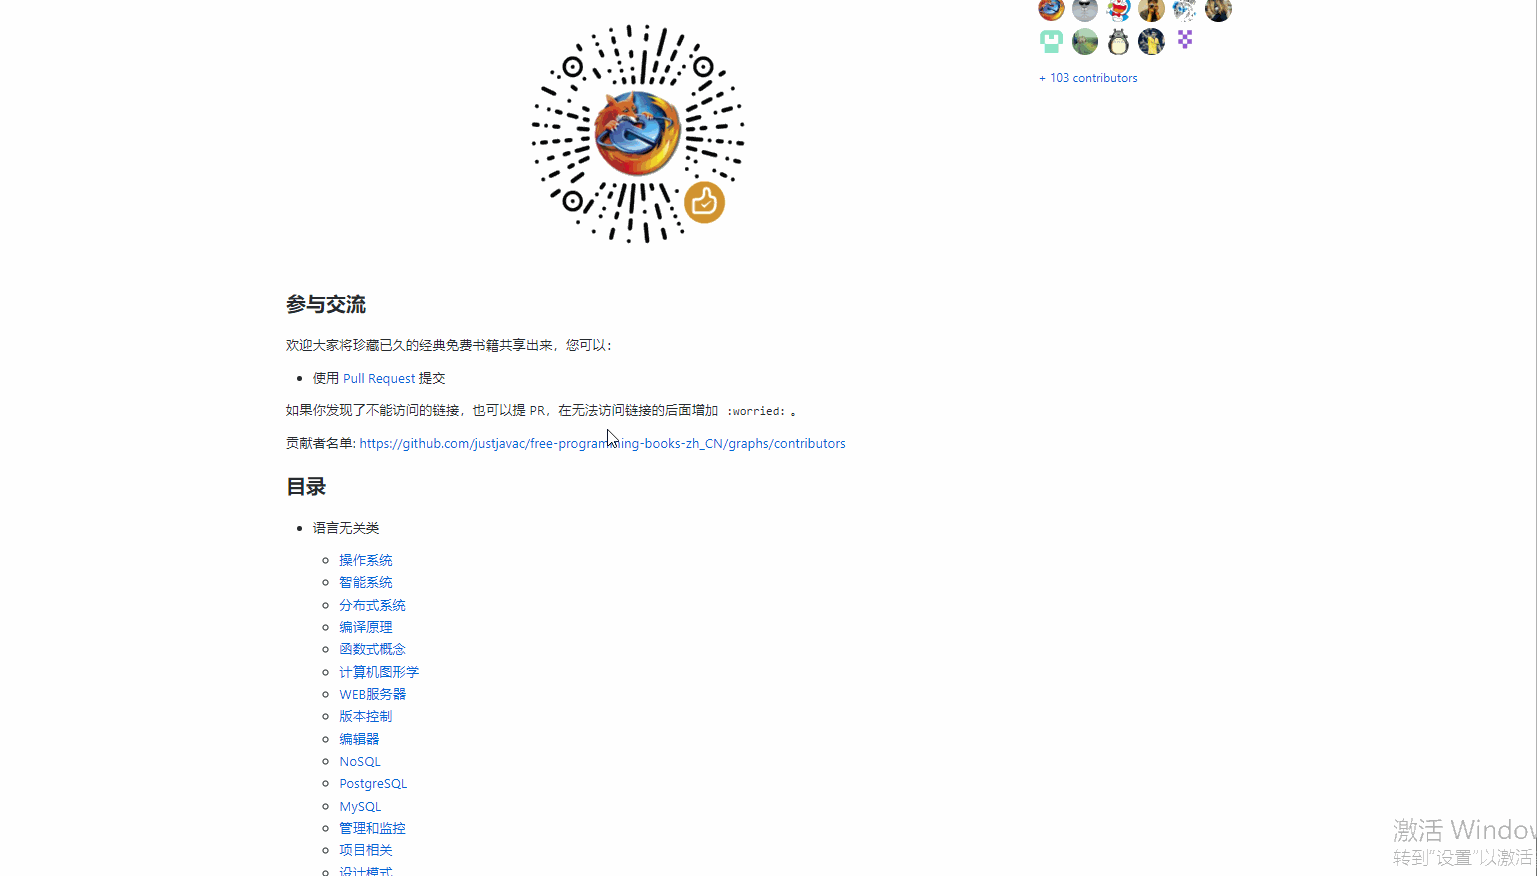 + 103 contributors
参与交流
欢迎大家将珍藏已久的经典免费书籍共享出来，您可以：
使用 Pull Request 提交
如果你发现了不能访问的链接，也可以提 PR，在无法访问链接的后面增加 :worried: 。
贡献者名单: https://github.com/justjavac/free-programming-books-zh_CN/graphs/contributors
目录
语言无关类
操作系统
智能系统
分布式系统
编译原理
函数式概念
计算机图形学
WEB服务器
版本控制
编辑器
NoSQL
PostgreSQL
MySQL
管理和监控
项目相关
设计模式
激活 Window
转到"设置"以激活